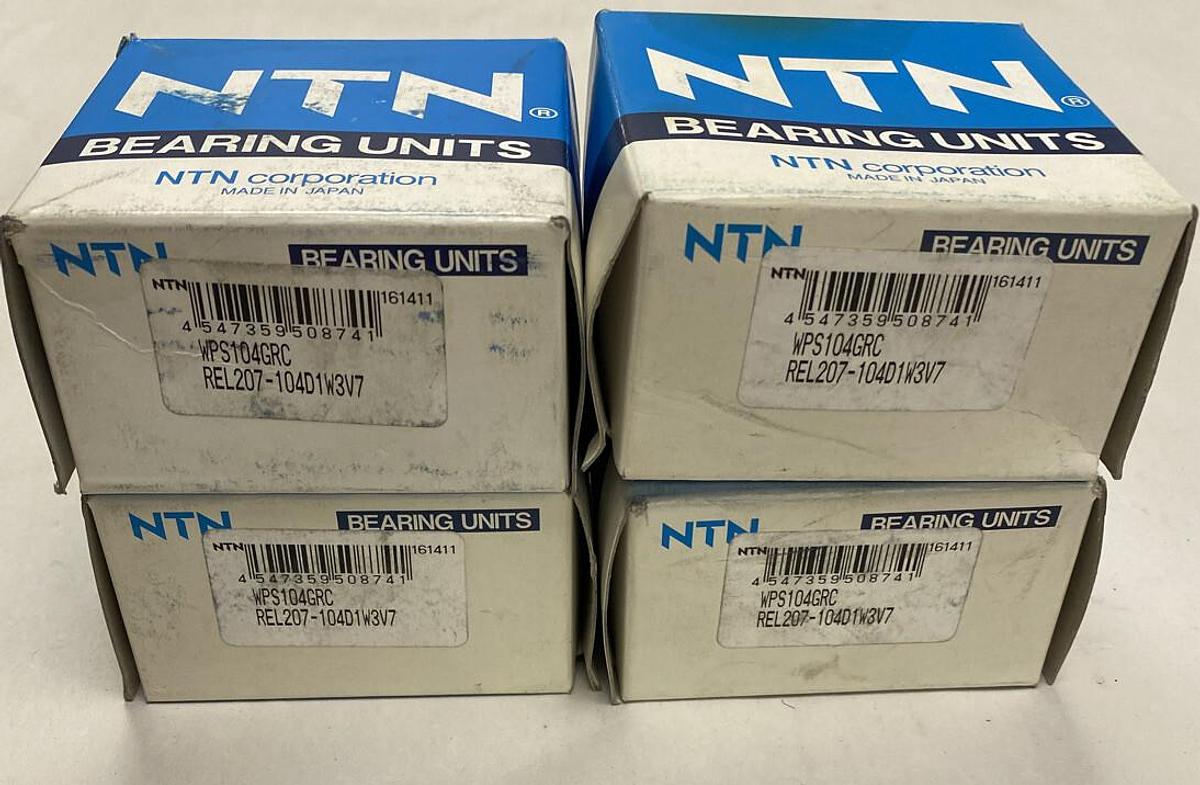 NTN®
BEARING UNITS
NTN corporation
MADE IN JAPAN
NTN BEARING UNITS
NTN 161411
4 547359 508741
WPS104GRC
REL207-104D1W3V7
NTN®
BEARING UNITS
NTN corporation
MADE IN JAPAN
NTN BEARING UNITS
NTN 161411
4 547359 508741
WPS104GRC
REL207-104D1W3V7
NTN BEARING UNITS
NTN 161411
4 547359 508741
WPS104GRC
REL207-104D1W3V7
NTN BEARING UNITS
NTN 161411
4 547359 508741
WPS104GRC
REL207-104D1W3V7